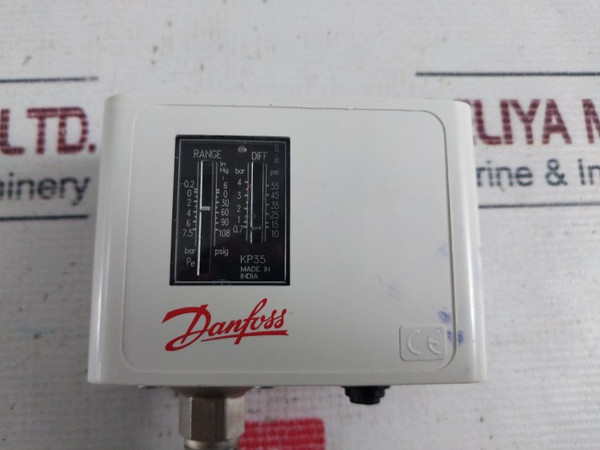 LTD.
ELIYA M
achinery
rine & in
RANGE
DIFF
In
Hg
bar
psi
-0.2
0
2
4
6
7.5
6
0
30
60
90
108
4
3
2
1
0.7
55
45
35
25
15
10
bar
psig
Pe
KP35
MADE IN
INDIA
Danfoss
CE